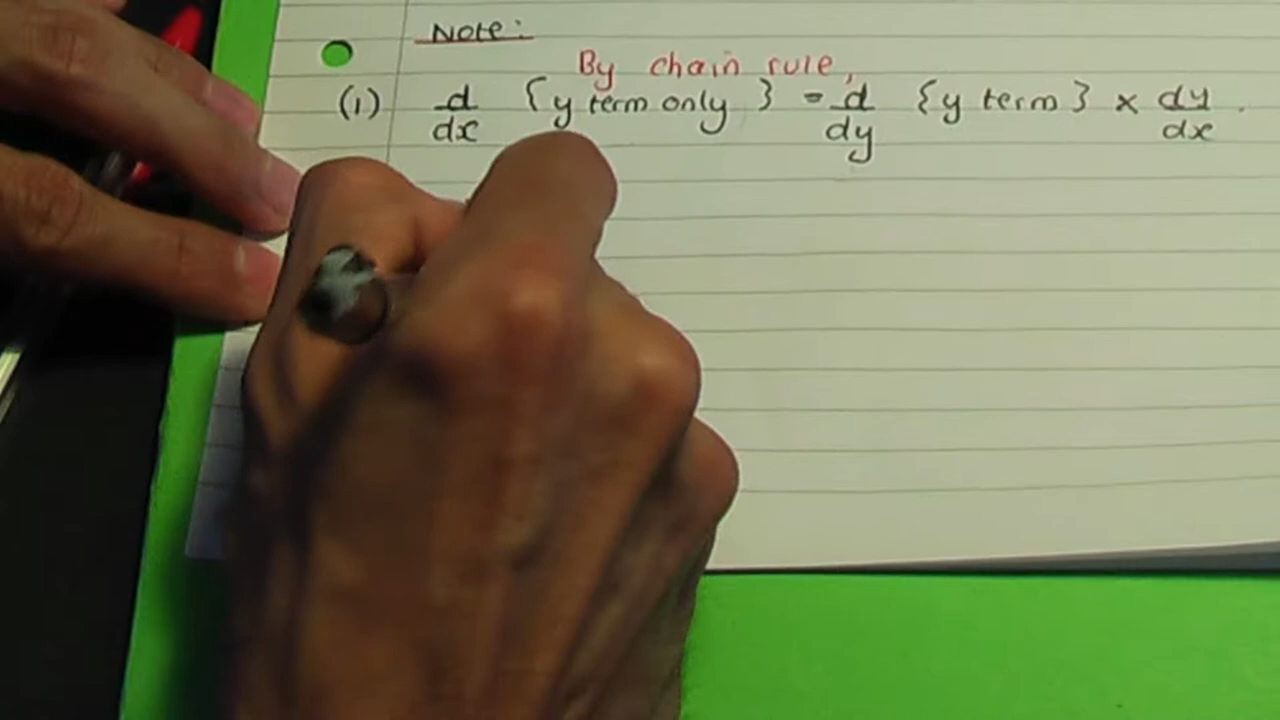 Note:
By chain rule,
(1) d/dx {y term only} = d/dy {y term} × dy/dx.